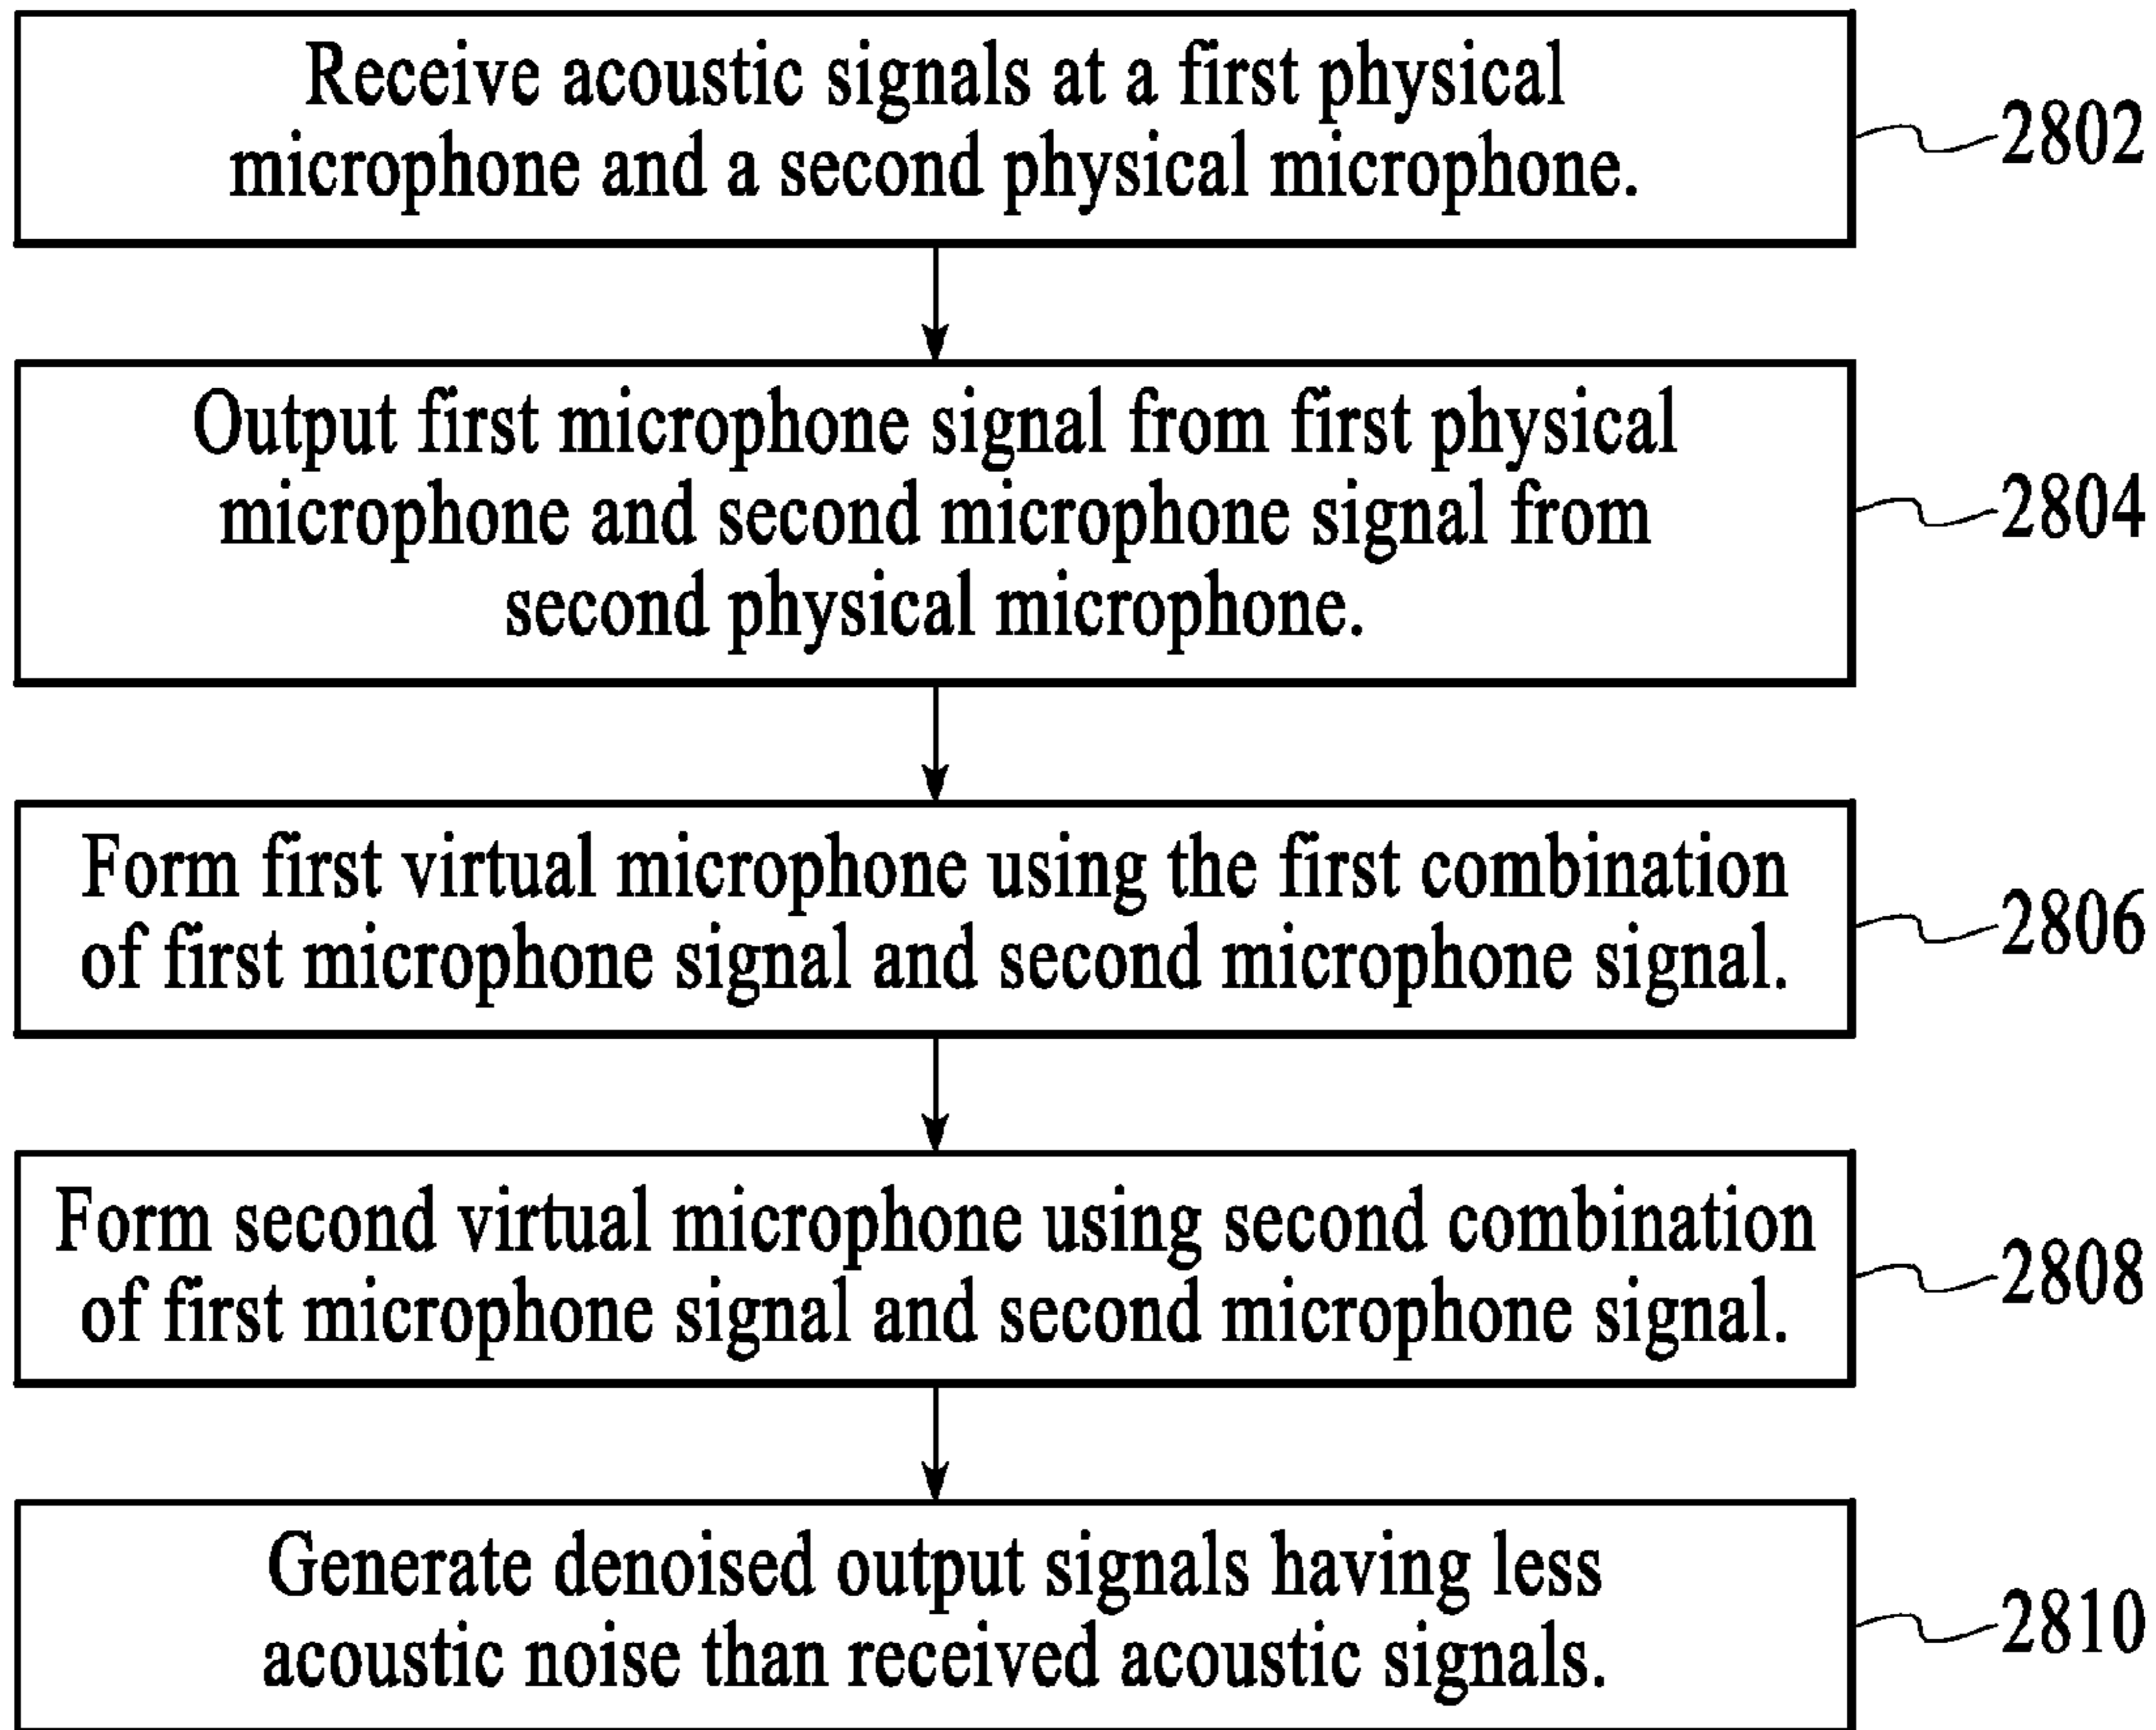 Receive acoustic signals at a first physical
microphone and a second physical microphone.
2802
Output first microphone signal from first physical
microphone and second microphone signal from
second physical microphone.
2804
Form first virtual microphone using the first combination
of first microphone signal and second microphone signal.
2806
Form second virtual microphone using second combination
of first microphone signal and second microphone signal.
2808
Generate denoised output signals having less
acoustic noise than received acoustic signals.
2810